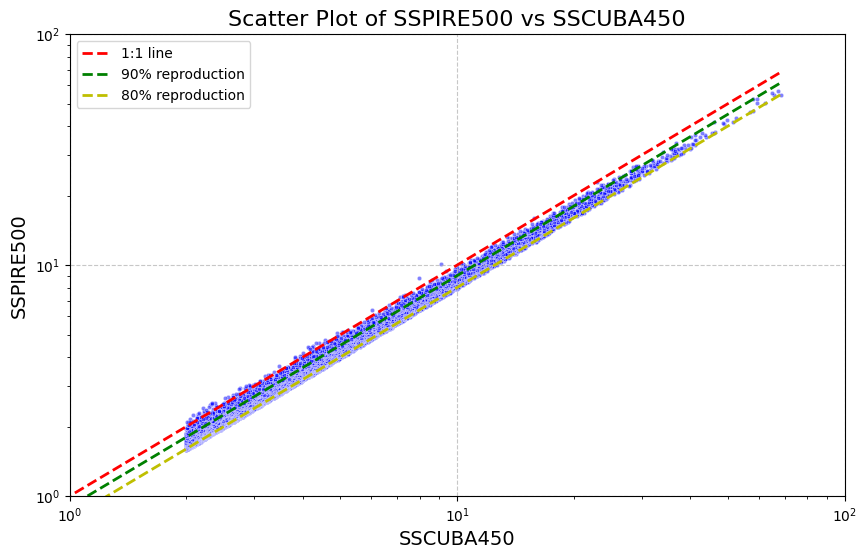 Scatter Plot of SSPIRE500 vs SSCUBA450
1:1 line
90% reproduction
80% reproduction
10²
10¹
10⁰
SSPIRE500
10⁰
10¹
10²
SSCUBA450